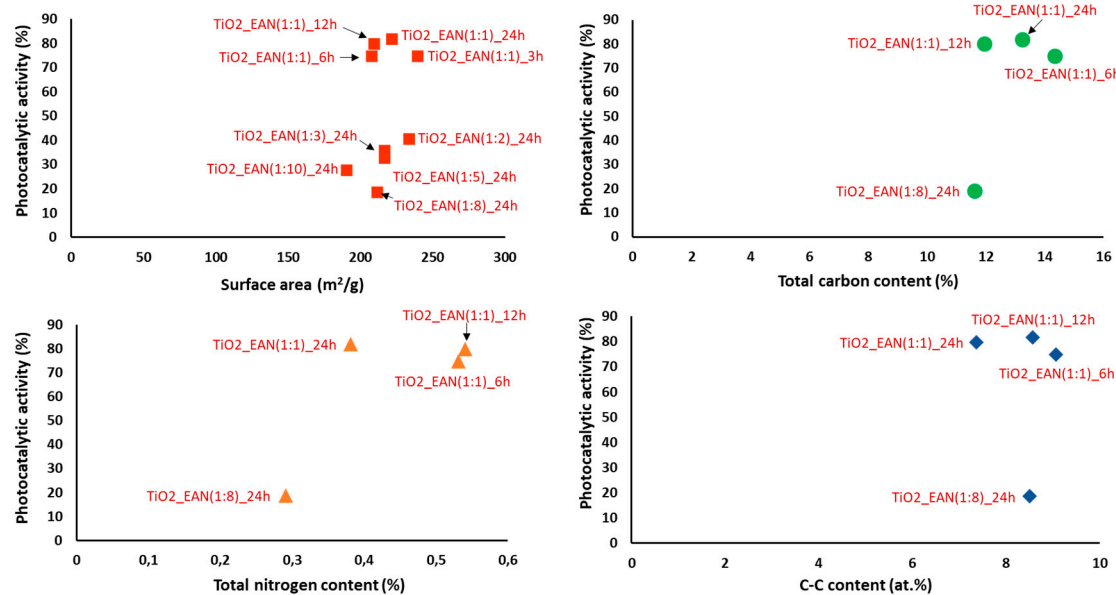 Photocatalytic activity (%)
90
80
70
60
50
40
30
20
10
0
TiO2_EAN(1:1)_12h
TiO2_EAN(1:1)_24h
TiO2_EAN(1:1)_6h
TiO2_EAN(1:1)_3h
TiO2_EAN(1:3)_24h
TiO2_EAN(1:2)_24h
TiO2_EAN(1:10)_24h
TiO2_EAN(1:5)_24h
TiO2_EAN(1:8)_24h
0 50 100 150 200 250 300
Surface area (m²/g)
Photocatalytic activity (%)
90
80
70
60
50
40
30
20
10
0
TiO2_EAN(1:1)_24h
TiO2_EAN(1:1)_12h
TiO2_EAN(1:1)_6h
TiO2_EAN(1:8)_24h
0 2 4 6 8 10 12 14 16
Total carbon content (%)
Photocatalytic activity (%)
90
80
70
60
50
40
30
20
10
0
TiO2_EAN(1:1)_12h
TiO2_EAN(1:1)_24h
TiO2_EAN(1:1)_6h
TiO2_EAN(1:8)_24h
0 0,1 0,2 0,3 0,4 0,5 0,6
Total nitrogen content (%)
Photocatalytic activity (%)
90
80
70
60
50
40
30
20
10
0
TiO2_EAN(1:1)_12h
TiO2_EAN(1:1)_24h
TiO2_EAN(1:1)_6h
TiO2_EAN(1:8)_24h
0 2 4 6 8 10
C-C content (at.%)